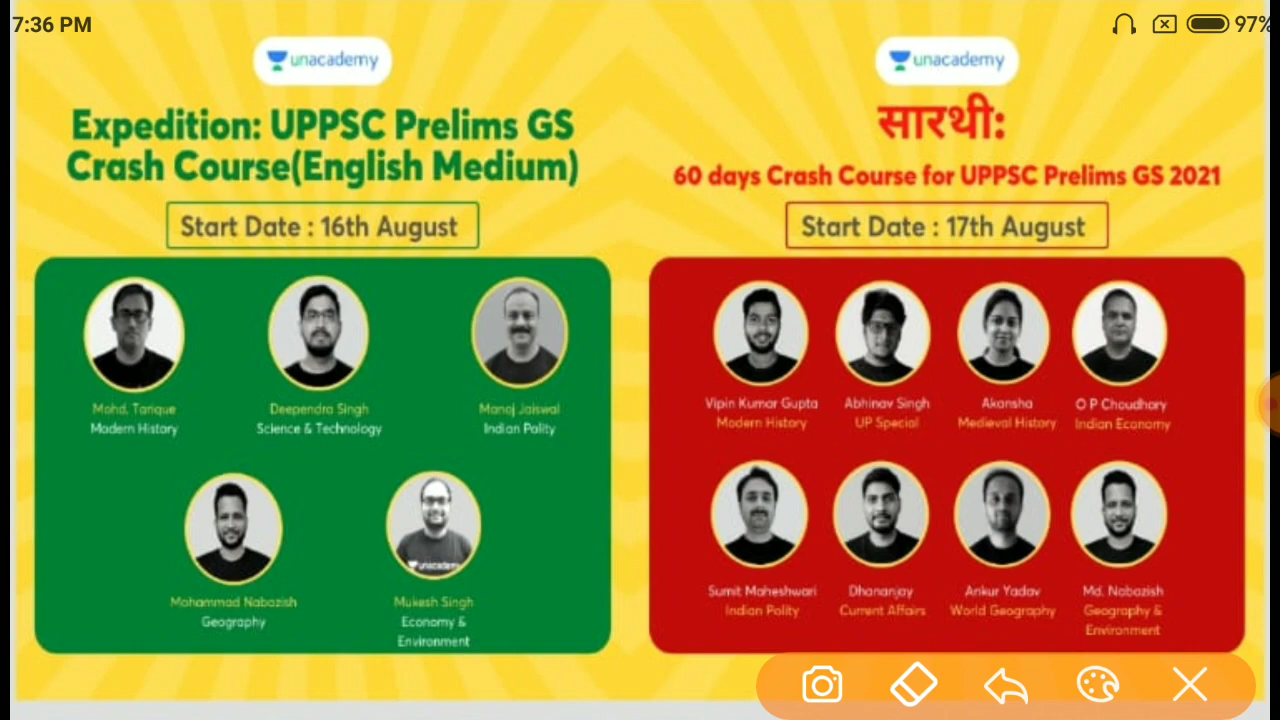 7:36 PM
97%
unacademy
Expedition: UPPSC Prelims GS
Crash Course(English Medium)
Start Date : 16th August
Mohd. Tarique
Modern History
Deependra Singh
Science & Technology
Manoj Jaiswal
Indian Polity
Mohammad Nabazish
Geography
unacademy
Mukesh Singh
Economy &
Environment
unacademy
सारथी:
60 days Crash Course for UPPSC Prelims GS 2021
Start Date : 17th August
Vipin Kumar Gupta
Modern History
Abhinav Singh
UP Special
Akansha
Medieval History
O P Choudhary
Indian Economy
Sumit Maheshwari
Indian Polity
Dhananjay
Current Affairs
Ankur Yadav
World Geography
Md. Nabazish
Geography &
Environment